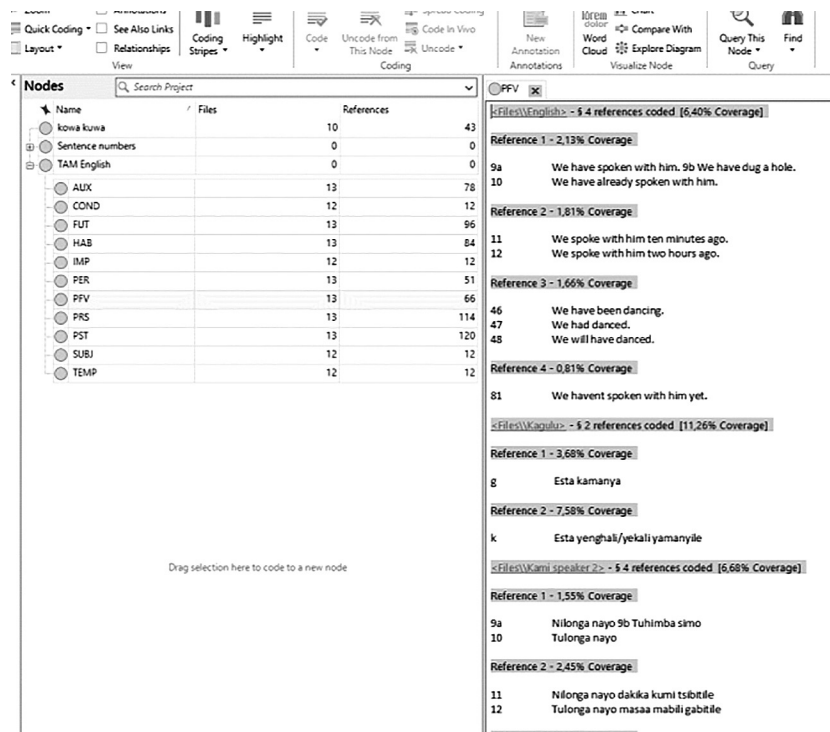 Zoom
Annotations
Spread Coding
Chart
Quick Coding
See Also Links
Code In Vivo
Compare With
Layout
Relationships
Coding Stripes
Highlight
Code
Uncode from This Node
Uncode
New Annotation
Word Cloud
Explore Diagram
Query This Node
Find
View
Coding
Annotations
Visualize Node
Query
Nodes
Search Project
Name Files References
kowa kuwa 10 43
Sentence numbers 0 0
TAM English 0 0
AUX 13 78
COND 12 12
FUT 13 96
HAB 13 84
IMP 12 12
PER 13 51
PFV 13 66
PRS 13 114
PST 13 120
SUBJ 12 12
TEMP 12 12
Drag selection here to code to a new node
PFV
<Files\\English> - § 4 references coded [6,40% Coverage]
Reference 1 - 2,13% Coverage
9a We have spoken with him. 9b We have dug a hole.
10 We have already spoken with him.
Reference 2 - 1,81% Coverage
11 We spoke with him ten minutes ago.
12 We spoke with him two hours ago.
Reference 3 - 1,66% Coverage
46 We have been dancing.
47 We had danced.
48 We will have danced.
Reference 4 - 0,81% Coverage
81 We havent spoken with him yet.
<Files\\Kagulu> - § 2 references coded [11,26% Coverage]
Reference 1 - 3,68% Coverage
g Esta kamanya
Reference 2 - 7,58% Coverage
k Esta yenghali/yekali yamanyile
<Files\\Kami speaker 2> - § 4 references coded [6,68% Coverage]
Reference 1 - 1,55% Coverage
9a Nilonga nayo 9b Tuhimba simo
10 Tulonga nayo
Reference 2 - 2,45% Coverage
11 Nilonga nayo dakika kumi tsibitile
12 Tulonga nayo masaa mabili gabitile